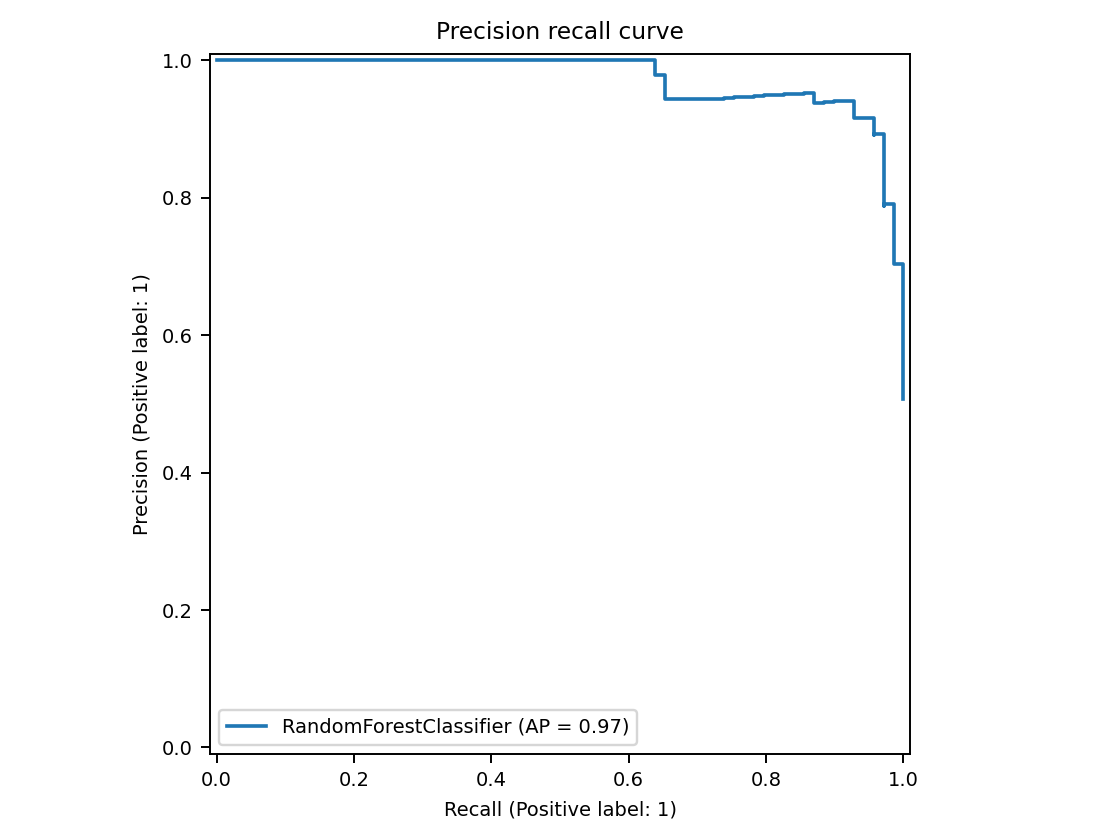 Precision recall curve
1.0
0.8
0.6
0.4
0.2
0.0
Precision (Positive label: 1)
RandomForestClassifier (AP = 0.97)
0.0 0.2 0.4 0.6 0.8 1.0
Recall (Positive label: 1)